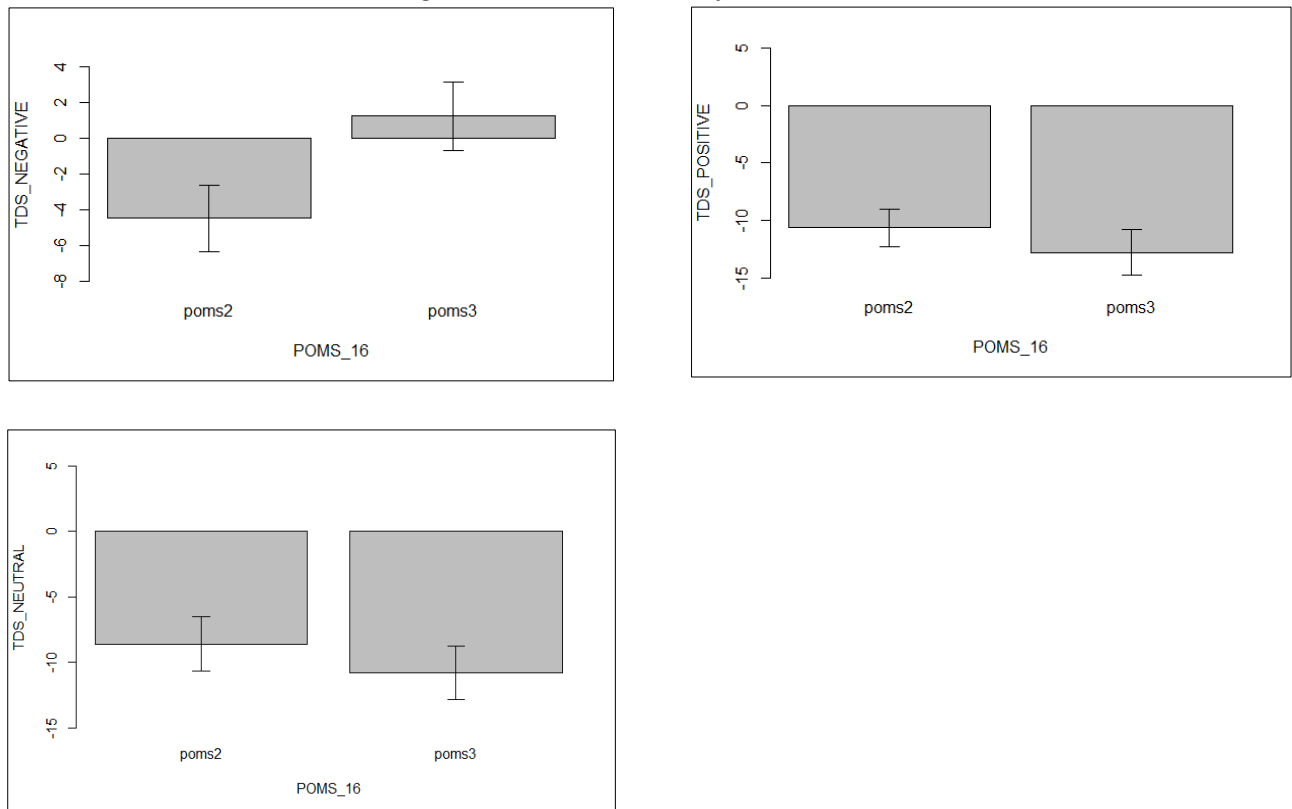 TDS_NEGATIVE
4
2
0
-2
-4
-6
-8
poms2 poms3
POMS_16
TDS_POSITIVE
5
0
-5
-10
-15
poms2 poms3
POMS_16
TDS_NEUTRAL
5
0
-5
-10
-15
poms2 poms3
POMS_16